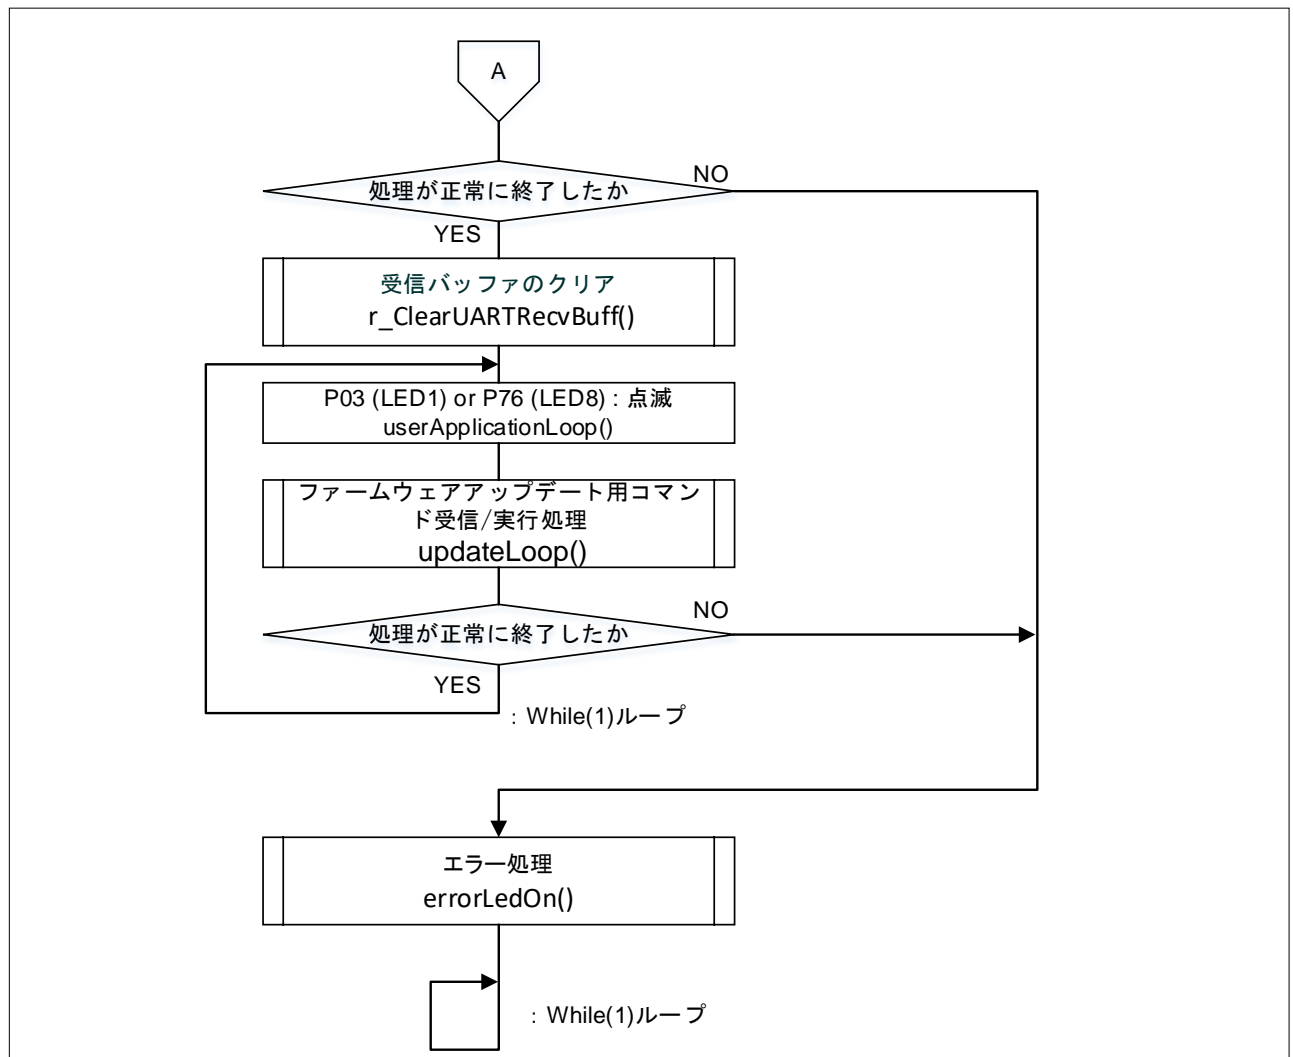 A
処理が正常に終了したか
NO
YES
受信バッファのクリア
r_ClearUARTRecvBuff()
P03 (LED1) or P76 (LED8) : 点滅
userApplicationLoop()
ファームウェアアップデート用コマン
ド受信/実行処理
updateLoop()
処理が正常に終了したか
NO
YES
: While(1)ループ
エラー処理
errorLedOn()
: While(1)ループ